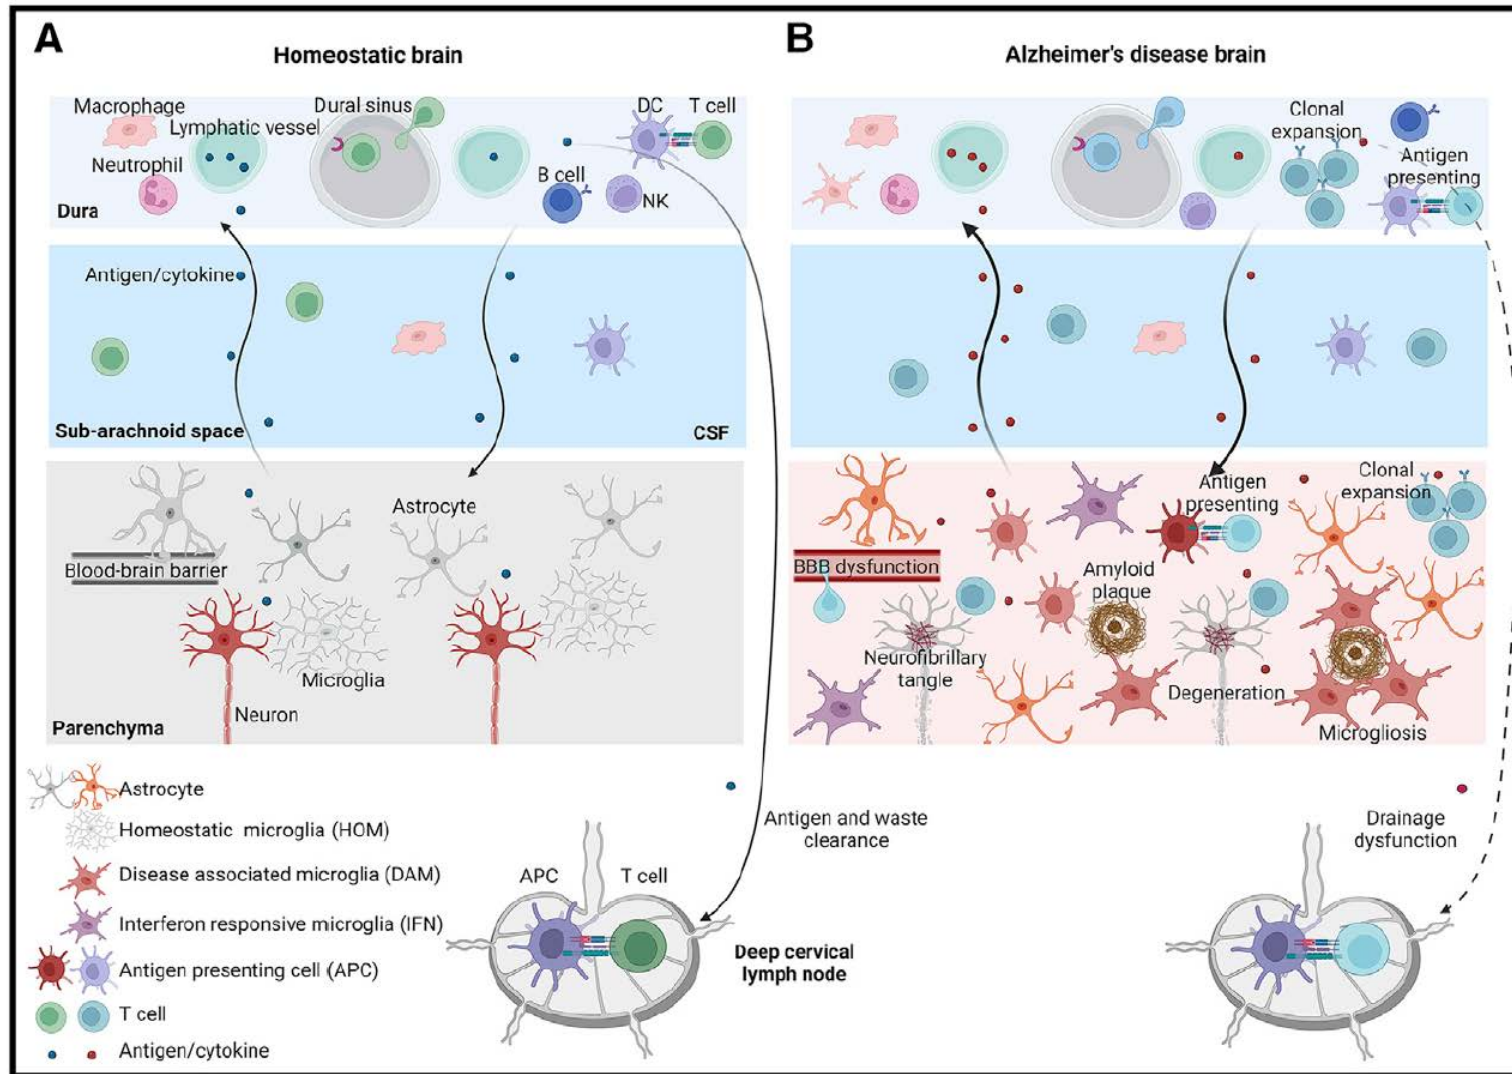 A
Homeostatic brain
Macrophage
Dural sinus
DC
T cell
Lymphatic vessel
Neutrophil
B cell
NK
Dura
Antigen/cytokine
Sub-arachnoid space
CSF
Astrocyte
Blood-brain barrier
Microglia
Neuron
Parenchyma
Astrocyte
Homeostatic microglia (HOM)
Disease associated microglia (DAM)
Interferon responsive microglia (IFN)
Antigen presenting cell (APC)
T cell
Antigen/cytokine
APC
T cell
Antigen and waste
clearance
Deep cervical
lymph node
B
Alzheimer's disease brain
Clonal
expansion
Antigen
presenting
Antigen
presenting
Clonal
expansion
BBB dysfunction
Amyloid
plaque
Neurofibrillary
tangle
Degeneration
Microgliosis
Drainage
dysfunction